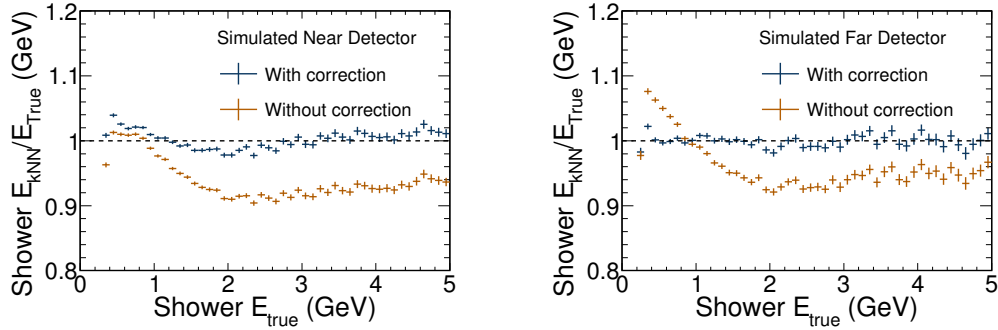 Simulated Near Detector
With correction
Without correction
Shower E_kNN/E_True (GeV)
1.2
1.1
1
0.9
0.8
0 1 2 3 4 5
Shower E_true (GeV)
Simulated Far Detector
With correction
Without correction
Shower E_kNN/E_True (GeV)
1.2
1.1
1
0.9
0.8
0 1 2 3 4 5
Shower E_true (GeV)